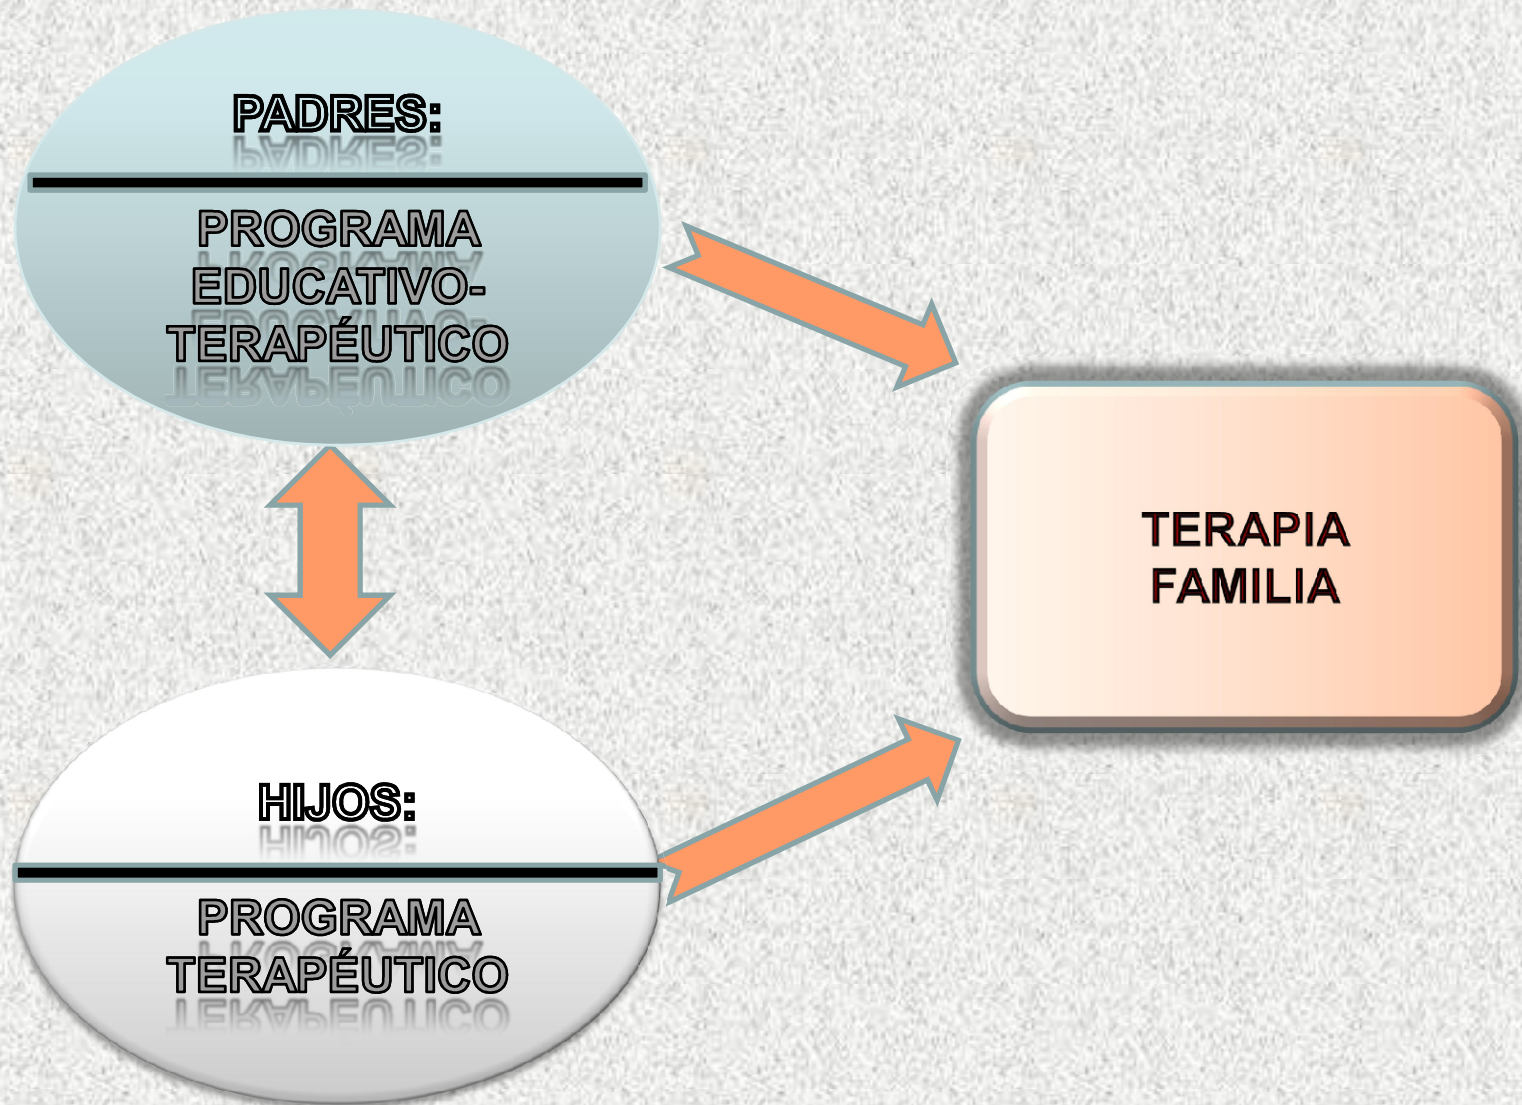 PADRES:
PROGRAMA
EDUCATIVO-
TERAPÉUTICO
TERAPIA
FAMILIA
HIJOS:
PROGRAMA
TERAPÉUTICO